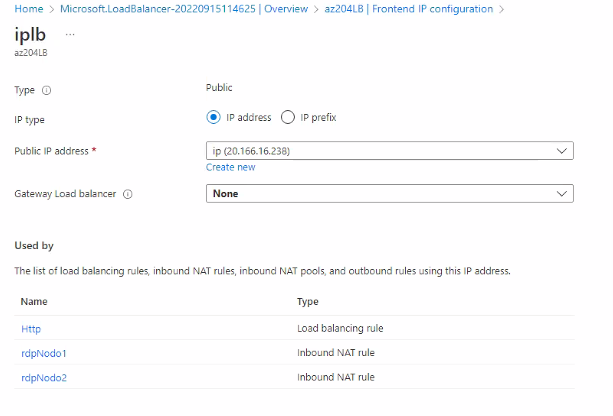 Home > Microsoft.LoadBalancer-20220915114625 | Overview > az204LB | Frontend IP configuration >
iplb ...
az204LB
Type Public
IP type IP address IP prefix
Public IP address * ip (20.166.16.238)
Create new
Gateway Load balancer None
Used by
The list of load balancing rules, inbound NAT rules, inbound NAT pools, and outbound rules using this IP address.
Name Type
Http Load balancing rule
rdpNodo1 Inbound NAT rule
rdpNodo2 Inbound NAT rule